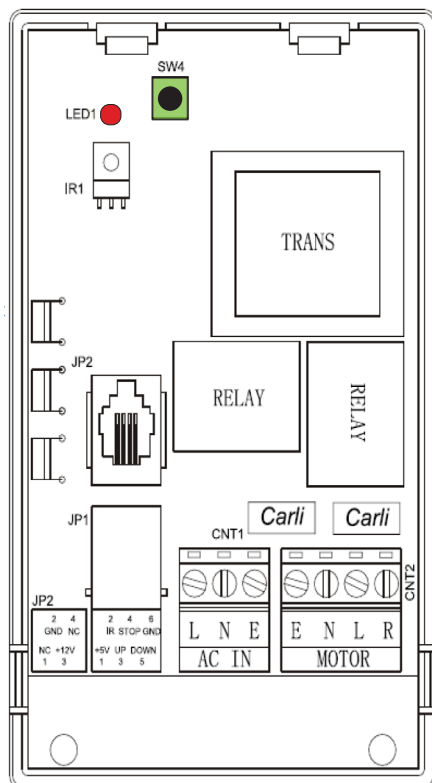 SW4
LED1
IR1
TRANS
JP2
RELAY
RELAY
JP1
Carli
Carli
CNT1
CNT2
JP2
2 4
GND NC
NC +12V
1 3
2 4 6
IR STOP GND
+5V UP DOWN
1 3 5
L N E
AC IN
E N L R
MOTOR